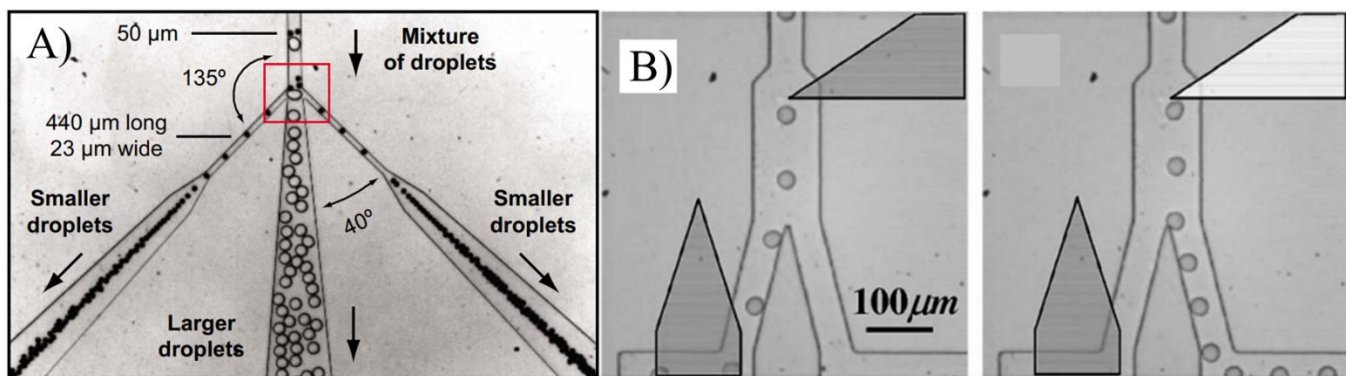 A)
50 µm
Mixture
of droplets
135º
440 µm long
23 µm wide
Smaller
droplets
40º
Smaller
droplets
Larger
droplets
B)
100µm